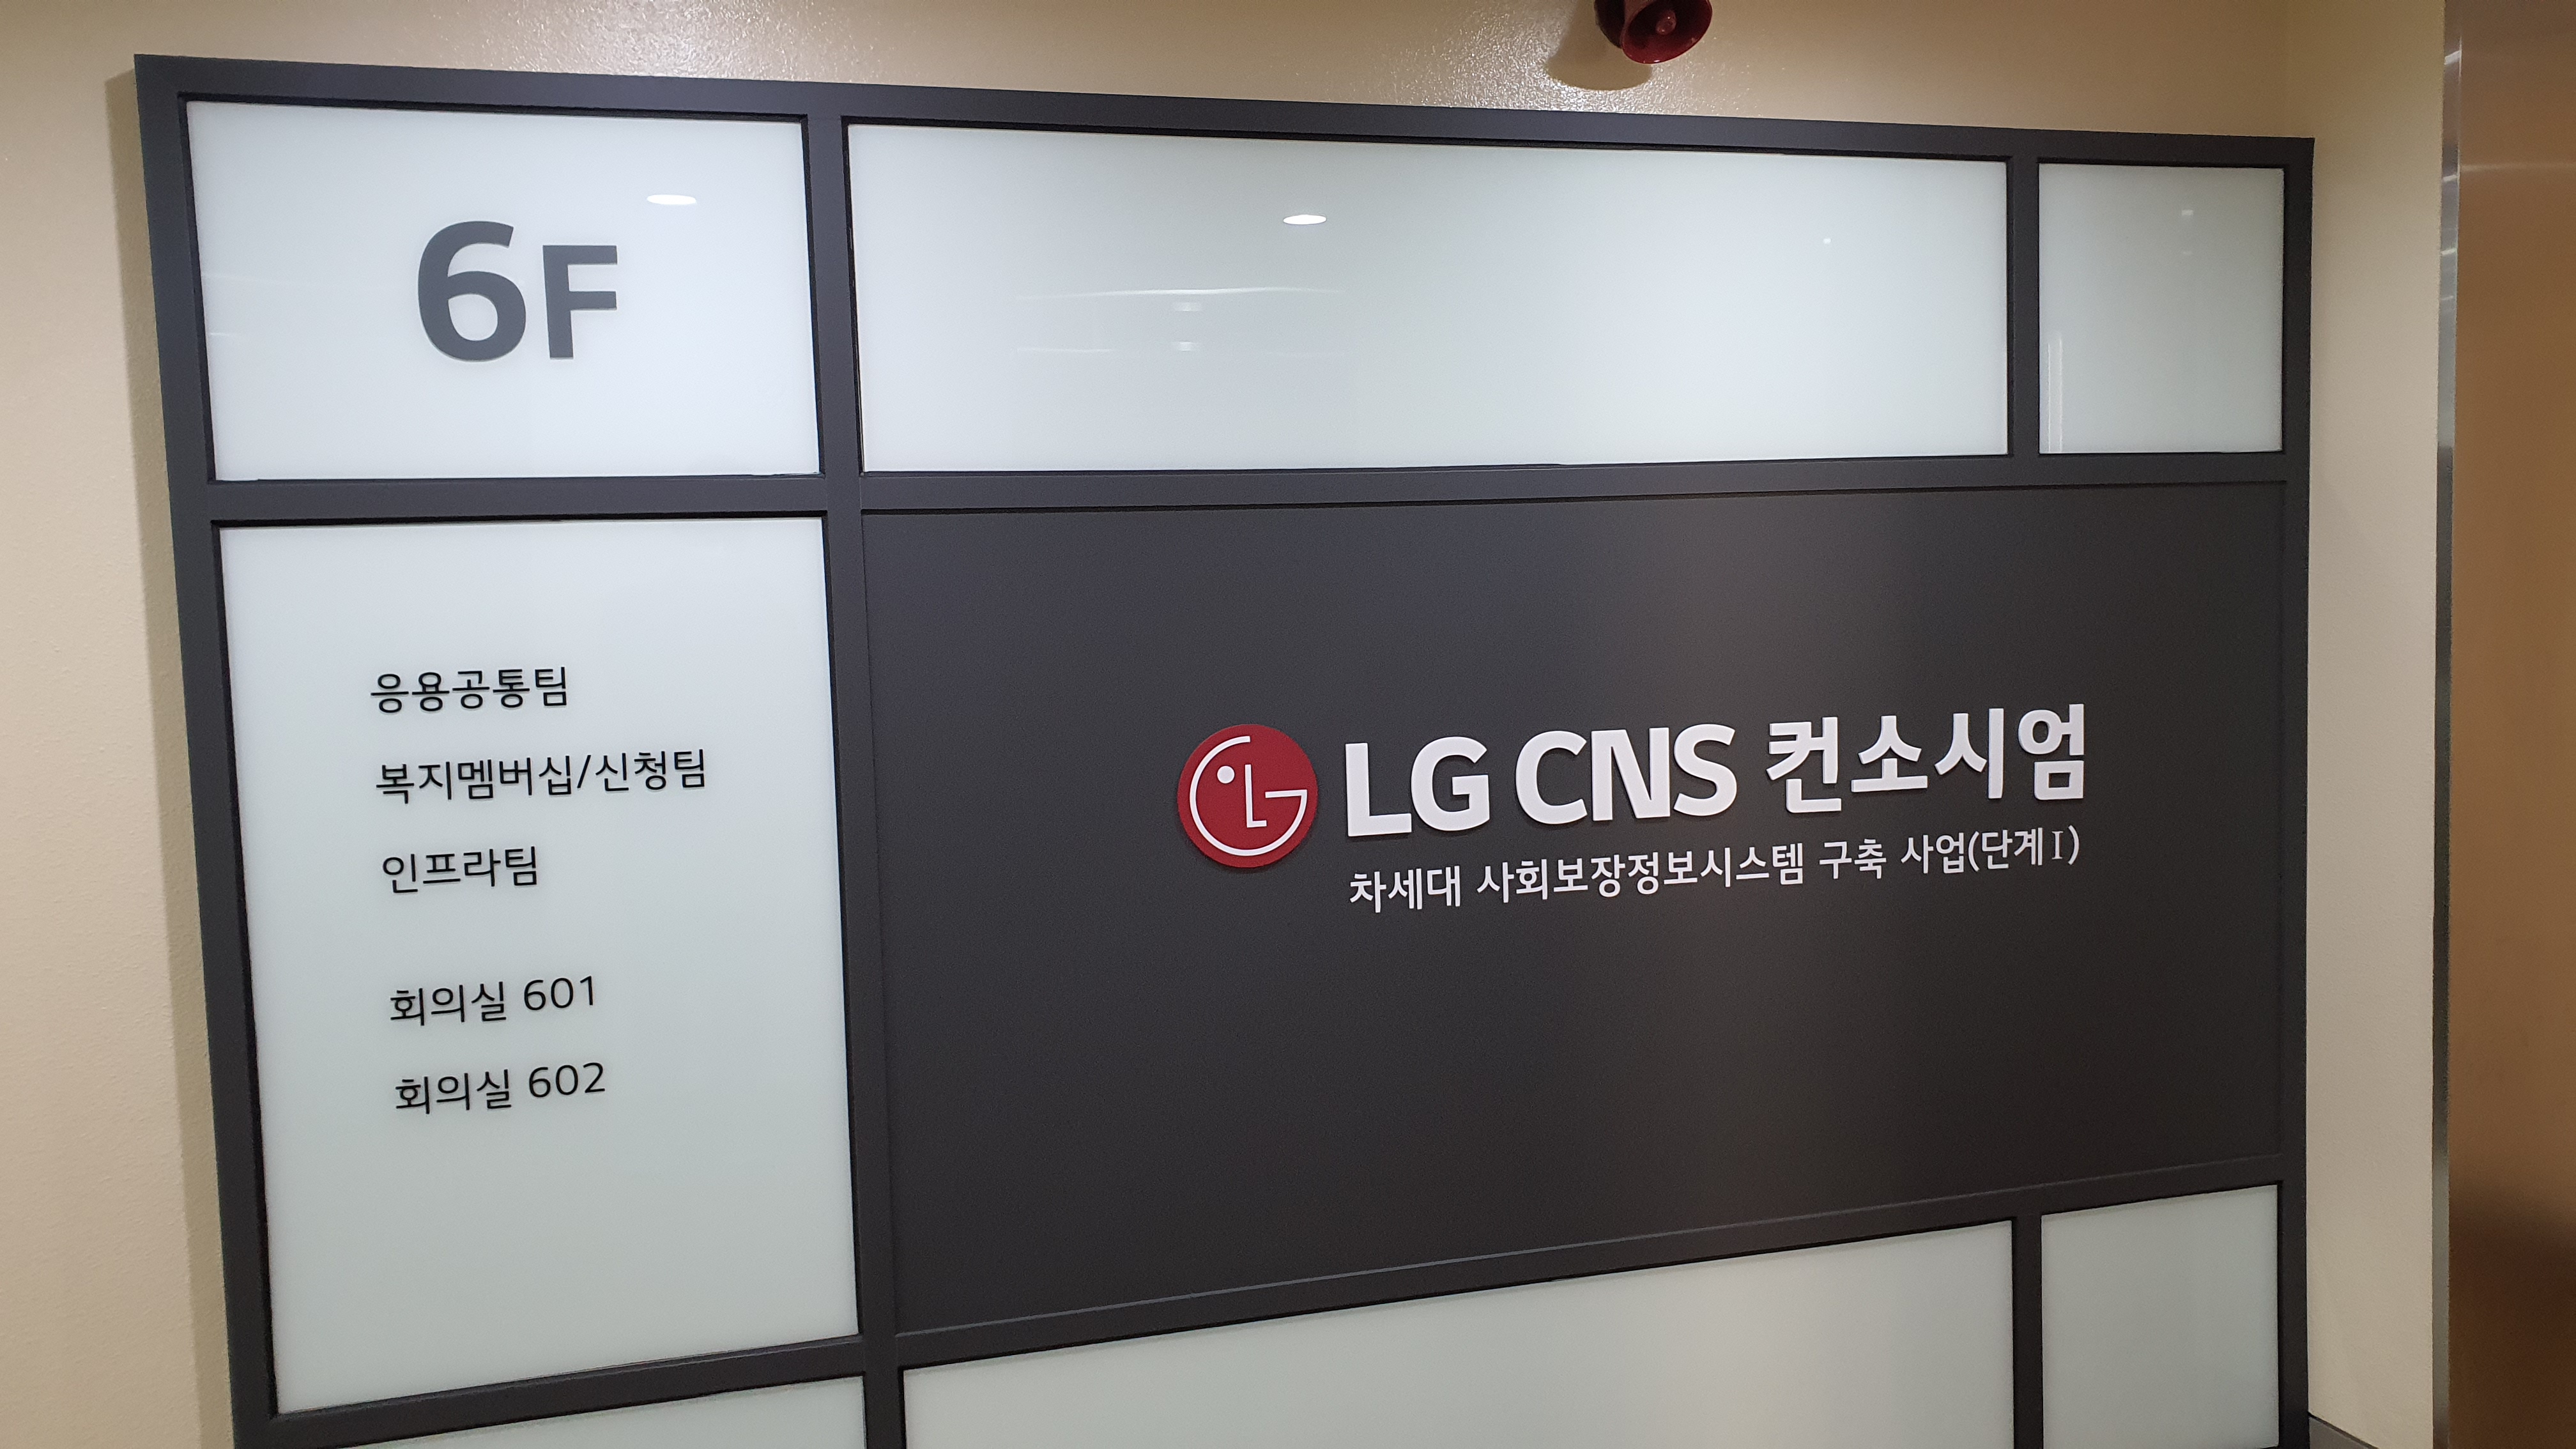 6F
응용공통팀
복지멤버십/신청팀
인프라팀
회의실 601
회의실 602
LG CNS 컨소시엄
차세대 사회보장정보시스템 구축 사업(단계Ⅰ)